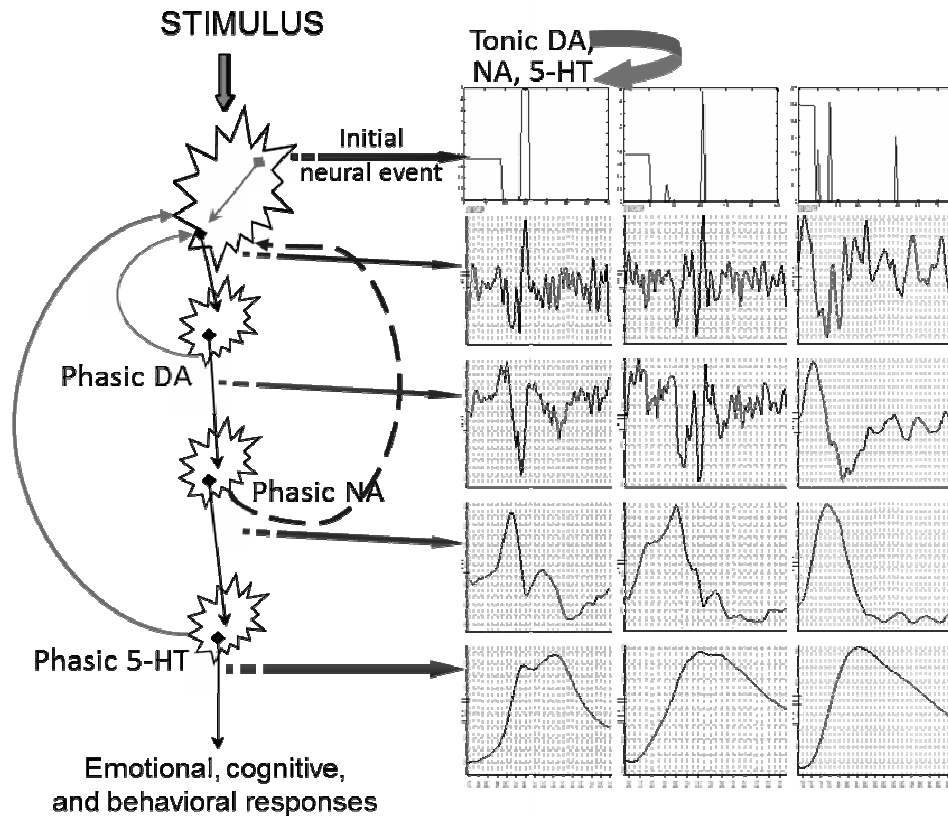 STIMULUS
Tonic DA,
NA, 5-HT
Initial
neural event
Phasic DA
Phasic NA
Phasic 5-HT
Emotional, cognitive,
and behavioral responses